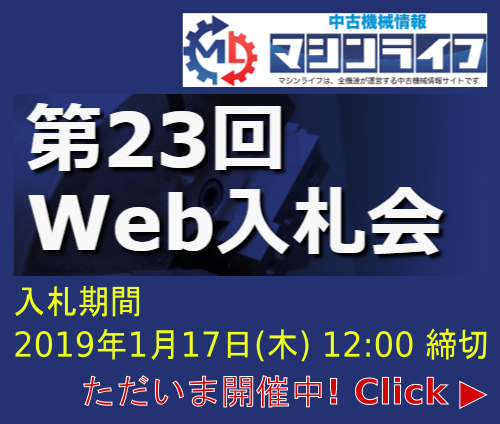 中古機械情報
マシンライフ
マシンライフは、全機連が運営する中古機械情報サイトです
第23回
Web入札会
入札期間
2019年1月17日(木) 12:00 締切
ただいま開催中! Click ▶